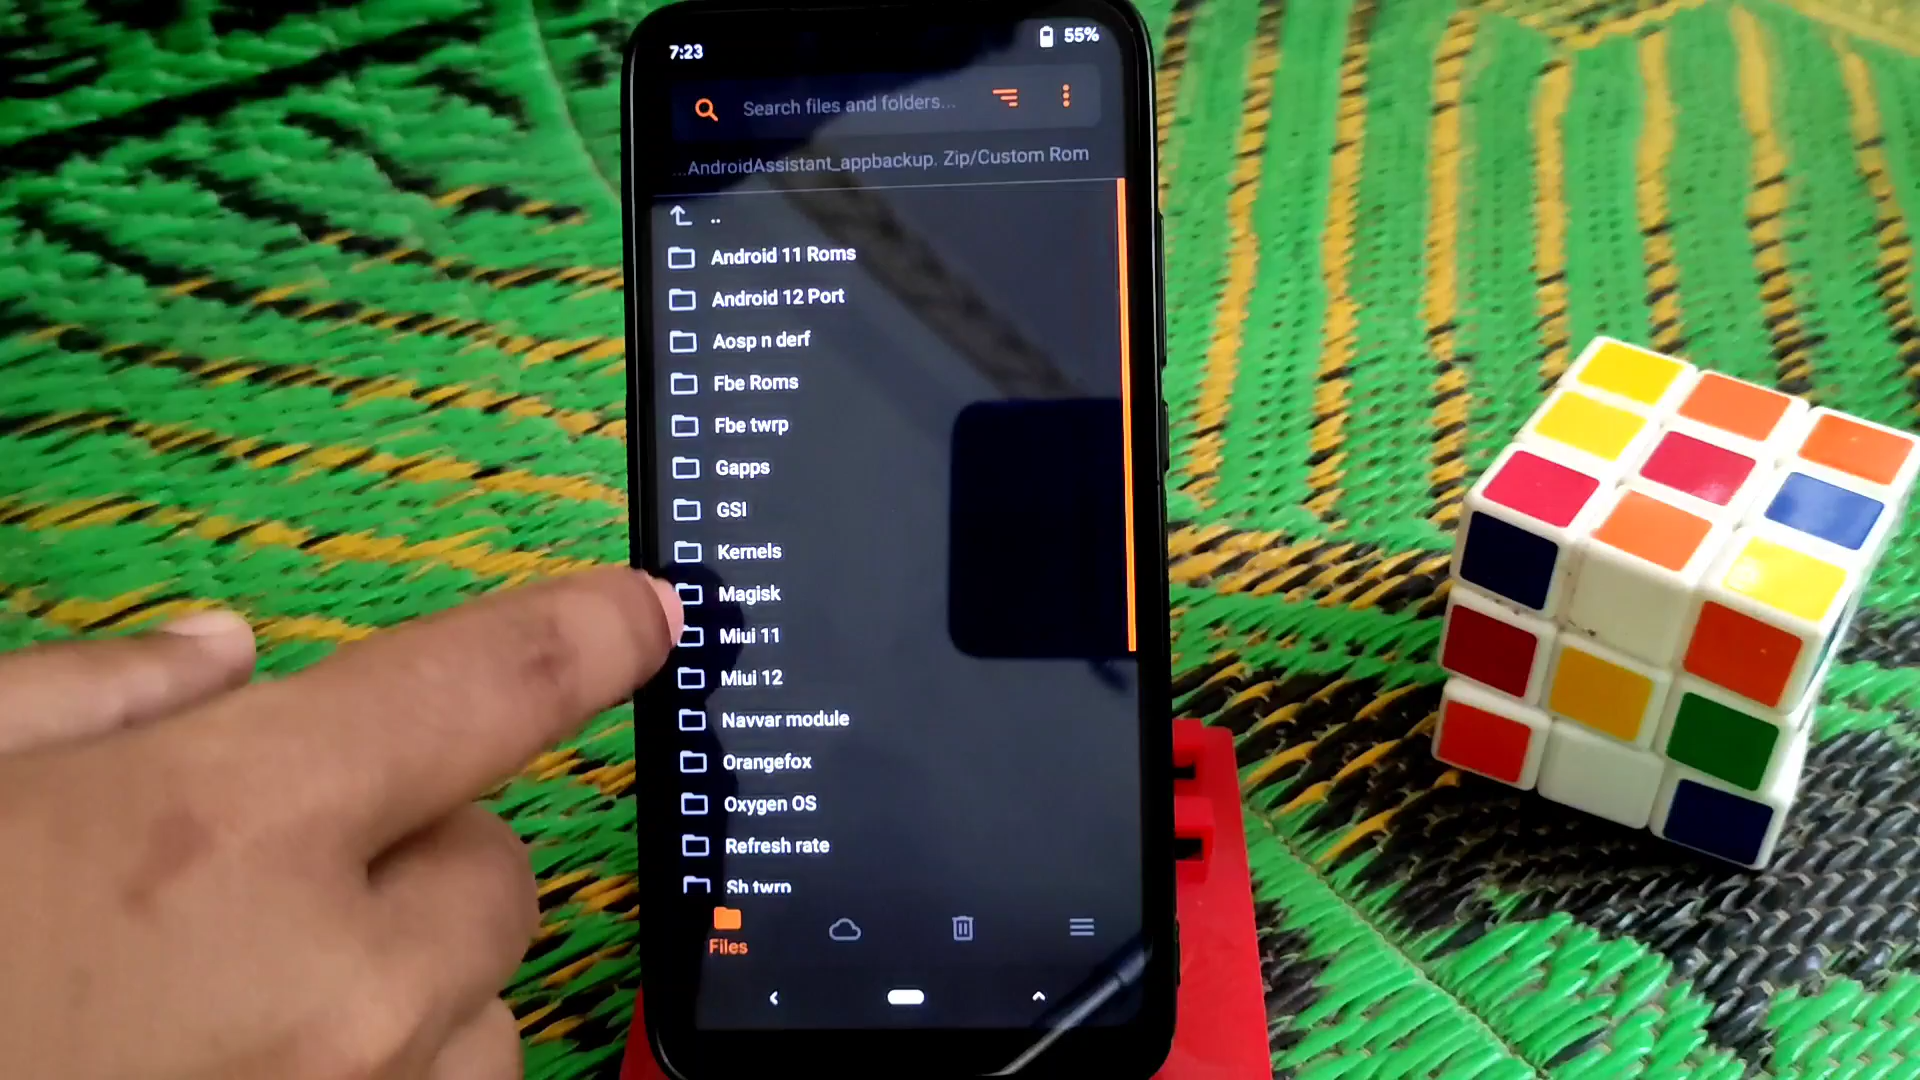 7:23
55%
Search files and folders...
...AndroidAssistant_appbackup. Zip/Custom Rom
..
Android 11 Roms
Android 12 Port
Aosp n derf
Fbe Roms
Fbe twrp
Gapps
GSI
Kernels
Magisk
Miui 11
Miui 12
Navvar module
Orangefox
Oxygen OS
Refresh rate
Sh twrp
Files